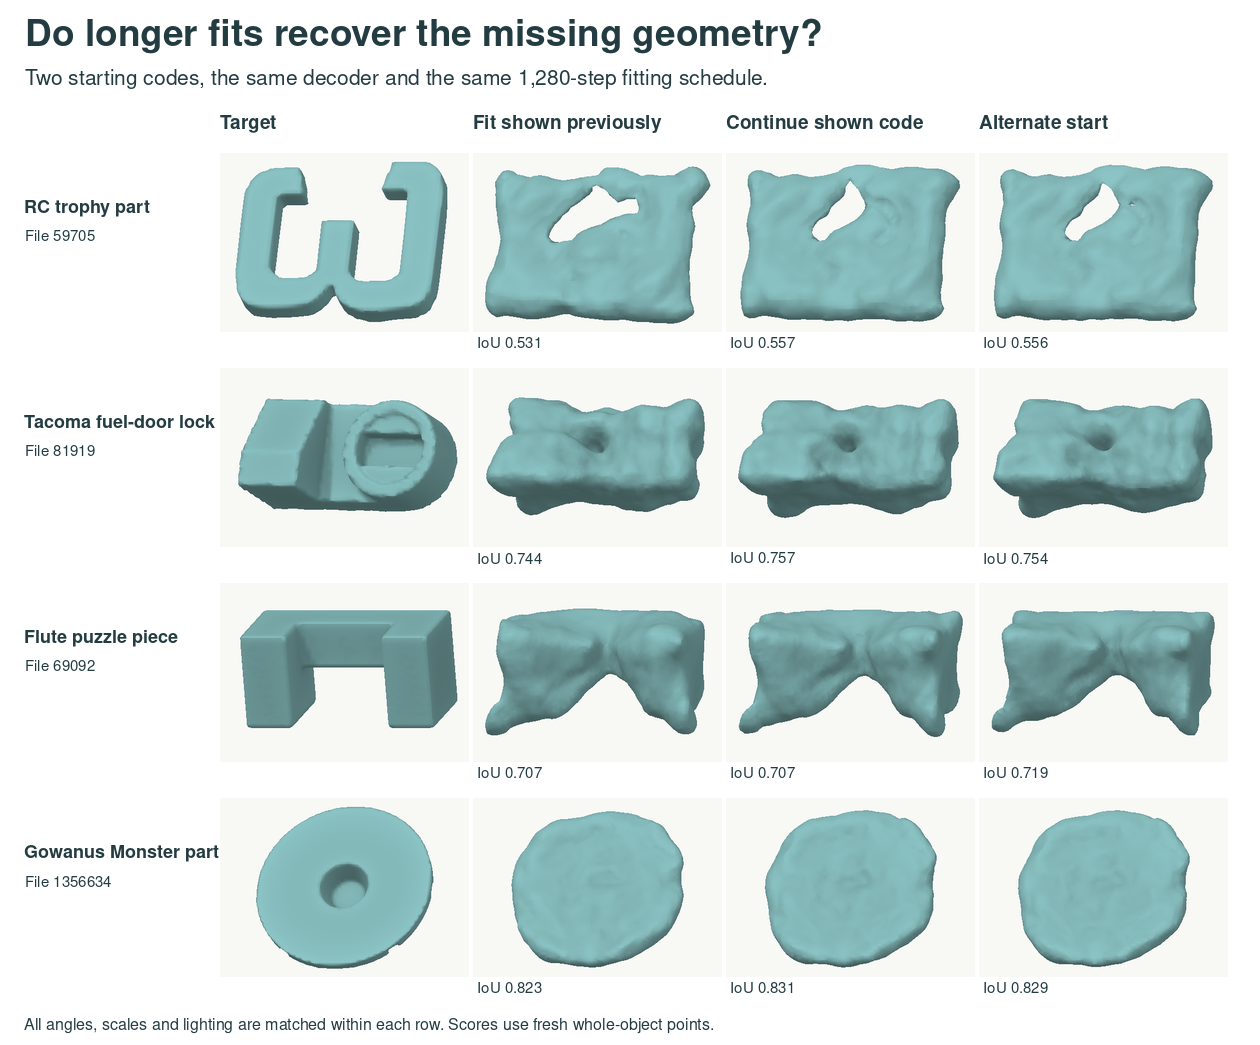 Do longer fits recover the missing geometry?
Two starting codes, the same decoder and the same 1,280-step fitting schedule.
Target Fit shown previously Continue shown code Alternate start
RC trophy part
File 59705
IoU 0.531 IoU 0.557 IoU 0.556
Tacoma fuel-door lock
File 81919
IoU 0.744 IoU 0.757 IoU 0.754
Flute puzzle piece
File 69092
IoU 0.707 IoU 0.707 IoU 0.719
Gowanus Monster part
File 1356634
IoU 0.823 IoU 0.831 IoU 0.829
All angles, scales and lighting are matched within each row. Scores use fresh whole-object points.